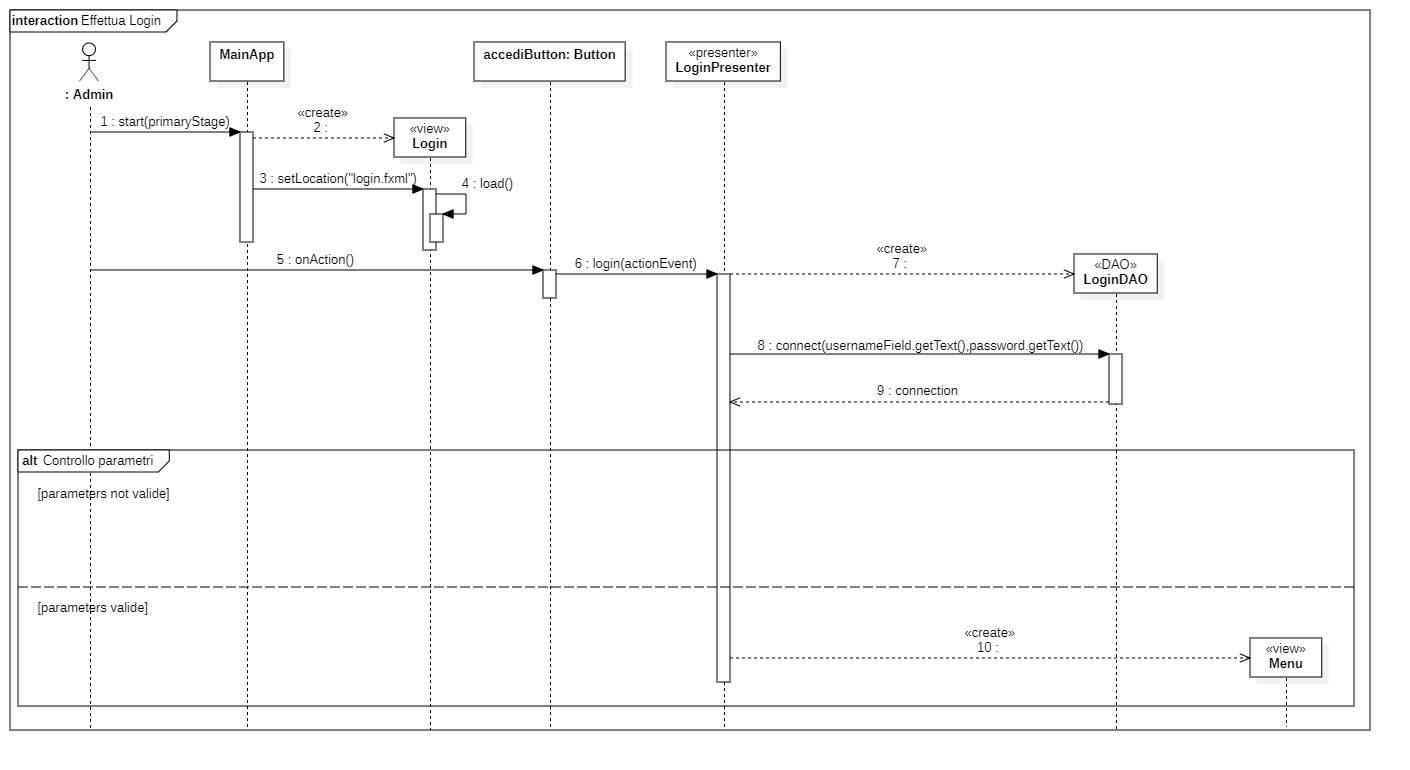 interaction Effettua Login
: Admin
MainApp
accediButton: Button
«presenter»
LoginPresenter
1 : start(primaryStage)
«create»
2 :
«view»
Login
3 : setLocation("login.fxml")
4 : load()
5 : onAction()
6 : login(actionEvent)
«create»
7 :
«DAO»
LoginDAO
8 : connect(usernameField.getText(),password.getText())
9 : connection
alt Controllo parametri
[parameters not valide]
[parameters valide]
«create»
10 :
«view»
Menu